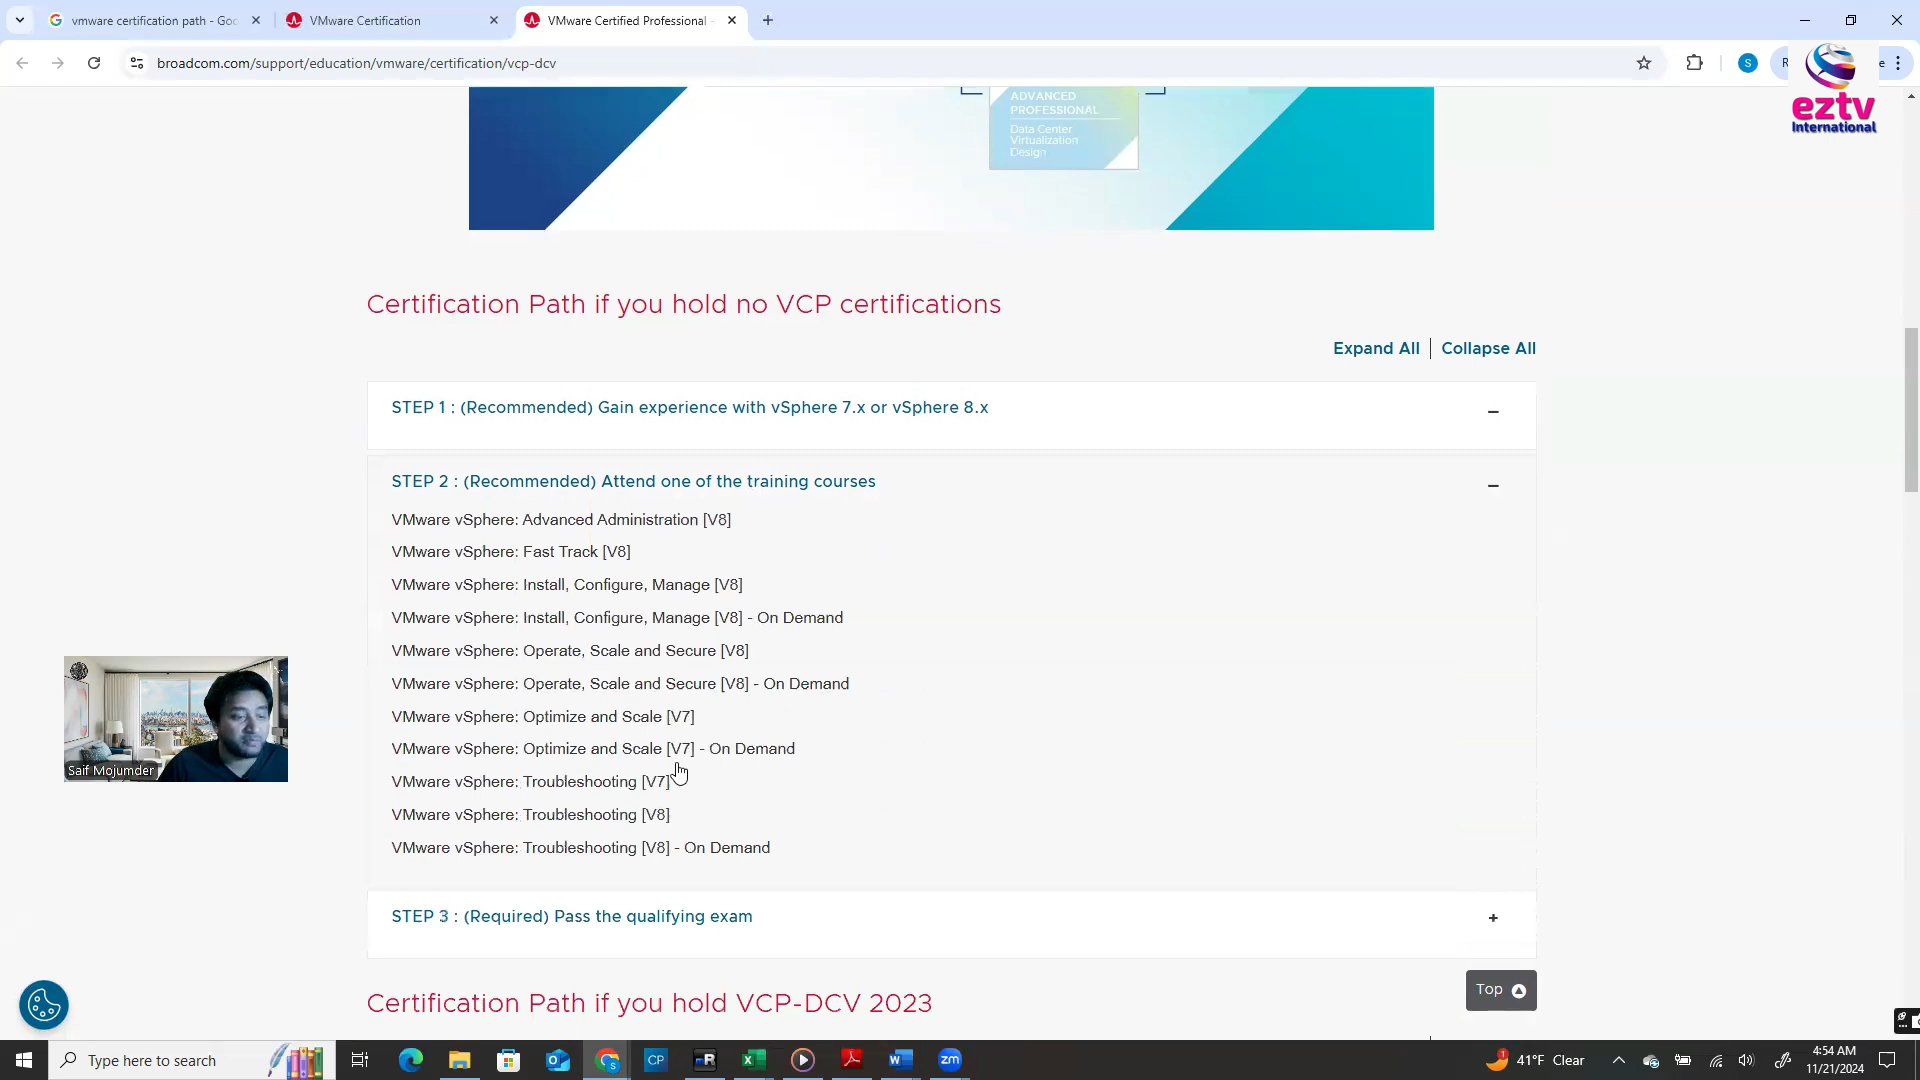 vmware certification path - Goo
VMware Certification
VMware Certified Professional -
broadcom.com/support/education/vmware/certification/vcp-dcv
S
eztv
International
ADVANCED
PROFESSIONAL
Data Center
Virtualization
Design
Certification Path if you hold no VCP certifications
Expand All | Collapse All
STEP 1 : (Recommended) Gain experience with vSphere 7.x or vSphere 8.x
STEP 2 : (Recommended) Attend one of the training courses
VMware vSphere: Advanced Administration [V8]
VMware vSphere: Fast Track [V8]
VMware vSphere: Install, Configure, Manage [V8]
VMware vSphere: Install, Configure, Manage [V8] - On Demand
VMware vSphere: Operate, Scale and Secure [V8]
VMware vSphere: Operate, Scale and Secure [V8] - On Demand
VMware vSphere: Optimize and Scale [V7]
VMware vSphere: Optimize and Scale [V7] - On Demand
VMware vSphere: Troubleshooting [V7]
VMware vSphere: Troubleshooting [V8]
VMware vSphere: Troubleshooting [V8] - On Demand
Saif Mojumder
STEP 3 : (Required) Pass the qualifying exam
Top
Certification Path if you hold VCP-DCV 2023
Type here to search
CP
R
zm
41°F Clear
4:54 AM
11/21/2024